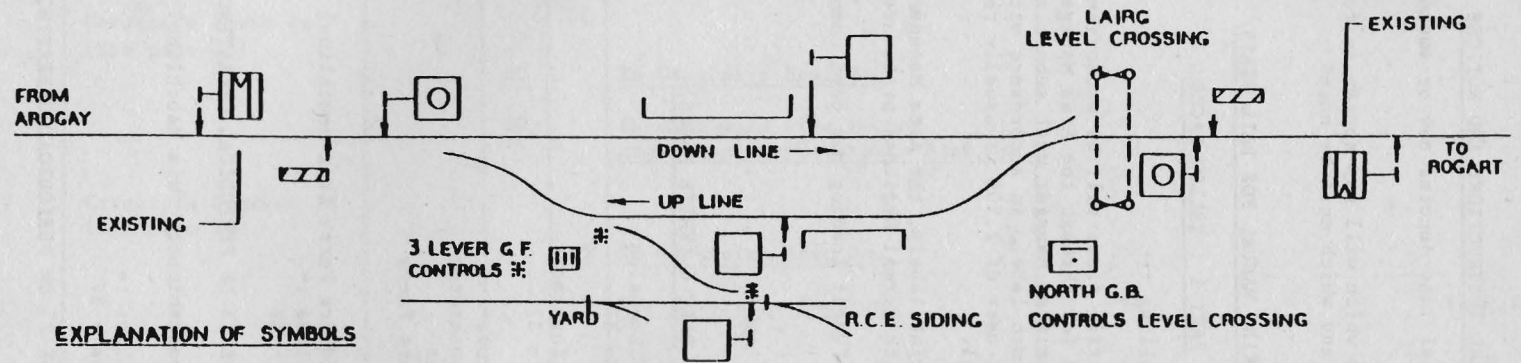 LAIRG
LEVEL CROSSING
EXISTING
FROM
ARDGAY
M
O
DOWN LINE →
TO
ROGART
O
EXISTING
← UP LINE
3 LEVER G.F.
CONTROLS ⁜
YARD
R.C.E. SIDING
NORTH G.B.
CONTROLS LEVEL CROSSING
EXPLANATION OF SYMBOLS